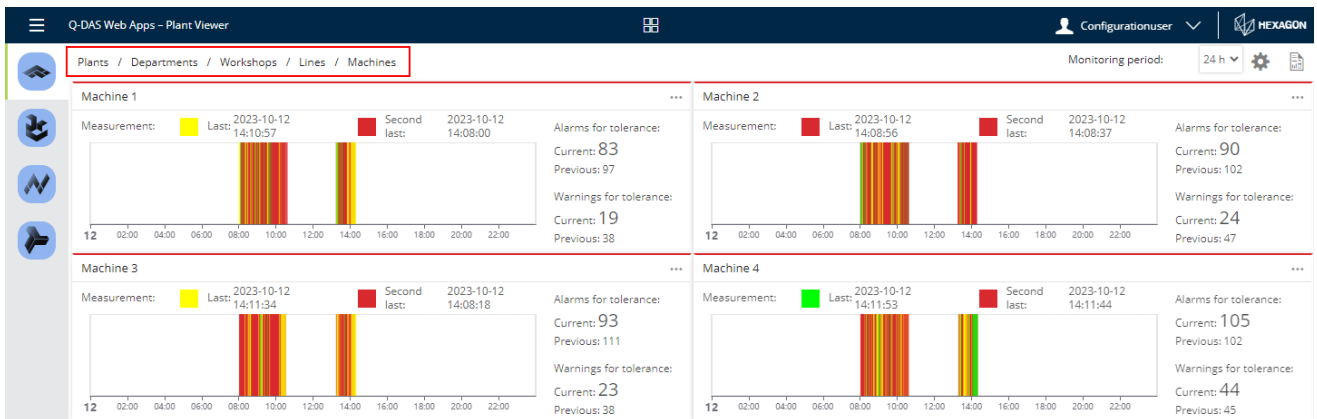 Q-DAS Web Apps – Plant Viewer
Configurationuser
HEXAGON
Plants / Departments / Workshops / Lines / Machines
Monitoring period:
24 h
Machine 1
...
Measurement:
Last:
2023-10-12
14:10:57
Second
last:
2023-10-12
14:08:00
Alarms for tolerance:
Current: 83
Previous: 97
Warnings for tolerance:
Current: 19
Previous: 38
12 02:00 04:00 06:00 08:00 10:00 12:00 14:00 16:00 18:00 20:00 22:00
Machine 2
...
Measurement:
Last:
2023-10-12
14:08:56
Second
last:
2023-10-12
14:08:37
Alarms for tolerance:
Current: 90
Previous: 102
Warnings for tolerance:
Current: 24
Previous: 47
12 02:00 04:00 06:00 08:00 10:00 12:00 14:00 16:00 18:00 20:00 22:00
Machine 3
...
Measurement:
Last:
2023-10-12
14:11:34
Second
last:
2023-10-12
14:08:18
Alarms for tolerance:
Current: 93
Previous: 111
Warnings for tolerance:
Current: 23
Previous: 38
12 02:00 04:00 06:00 08:00 10:00 12:00 14:00 16:00 18:00 20:00 22:00
Machine 4
...
Measurement:
Last:
2023-10-12
14:11:53
Second
last:
2023-10-12
14:11:44
Alarms for tolerance:
Current: 105
Previous: 102
Warnings for tolerance:
Current: 44
Previous: 45
12 02:00 04:00 06:00 08:00 10:00 12:00 14:00 16:00 18:00 20:00 22:00